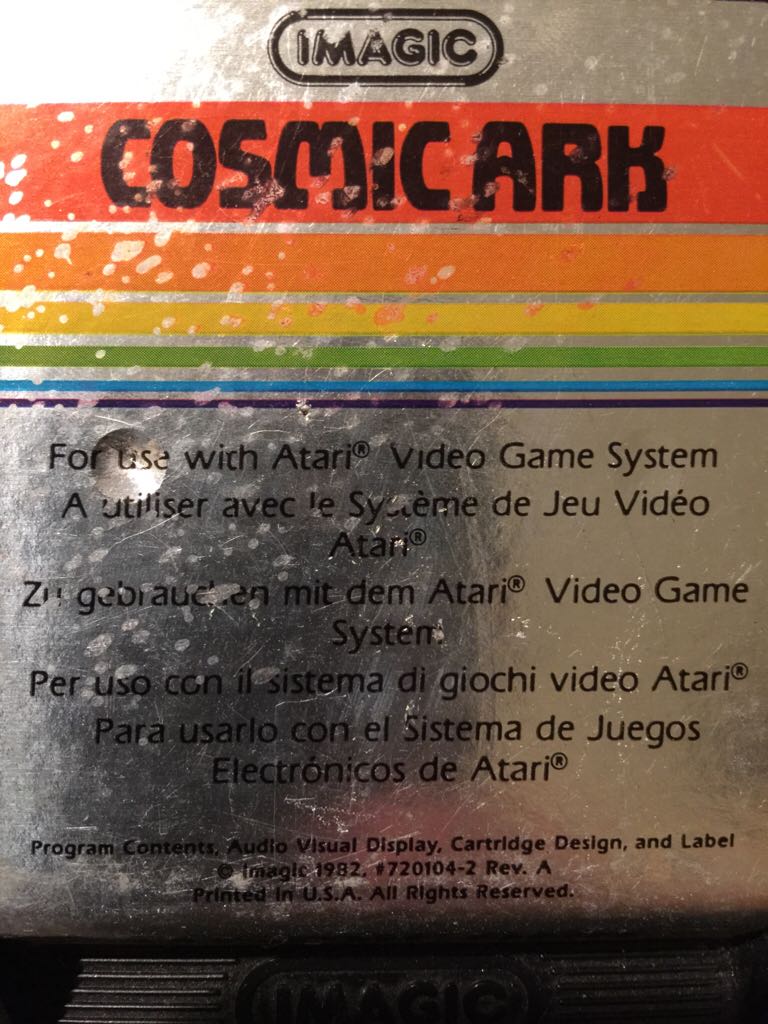 IMAGIC
COSMIC ARK
For use with Atari® Video Game System
A utiliser avec le Système de Jeu Vidéo
Atari®
Zu gebrauchen mit dem Atari® Video Game
System
Per uso con il sistema di giochi video Atari®
Para usarlo con el Sistema de Juegos
Electrónicos de Atari®
Program Contents, Audio Visual Display, Cartridge Design, and Label
© Imagic 1982, #720104-2 Rev. A
Printed in U.S.A. All Rights Reserved.
IMAGIC